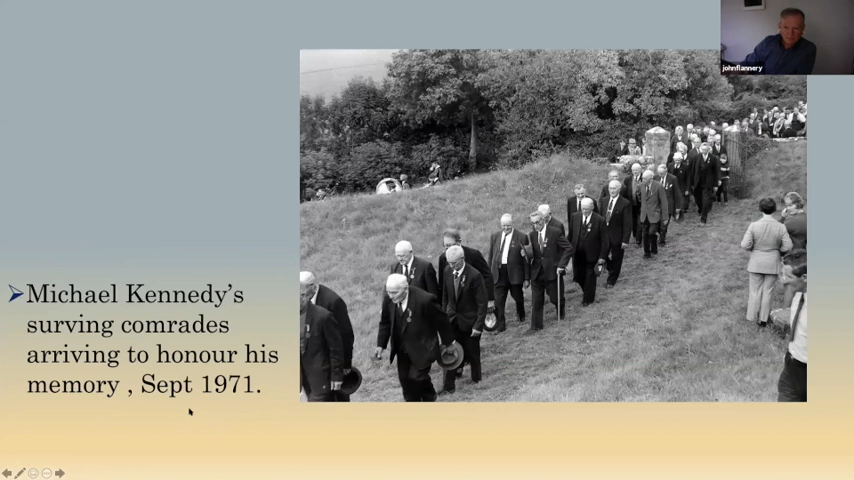 johnflannery
➢Michael Kennedy's
surving comrades
arriving to honour his
memory , Sept 1971.